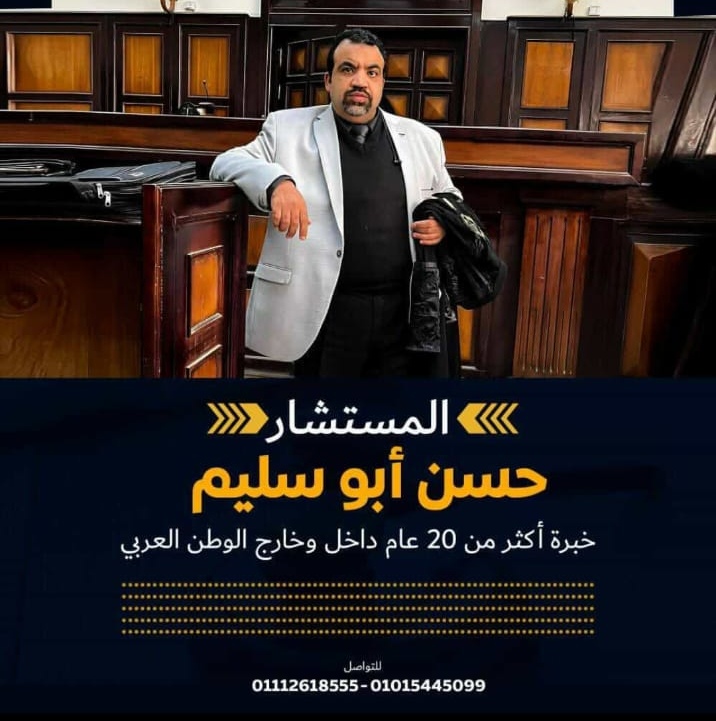 المستشار
حسن أبو سليم
خبرة أكثر من 20 عام داخل وخارج الوطن العربي
للتواصل
01112618555 - 01015445099